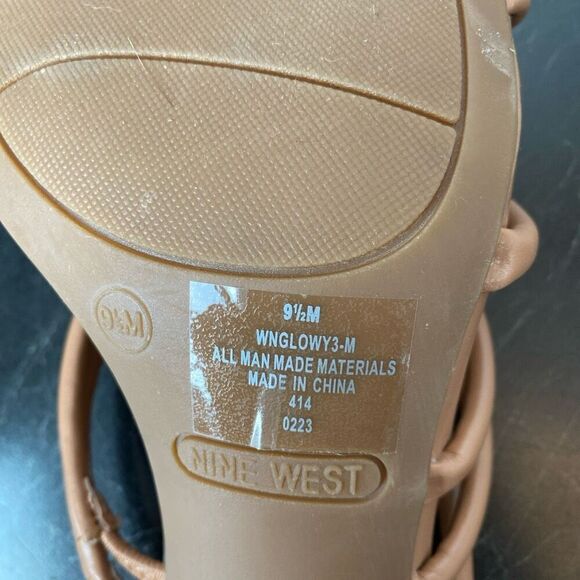 9½M
9½M
WNGLOWY3-M
ALL MAN MADE MATERIALS
MADE IN CHINA
414
0223
NINE WEST